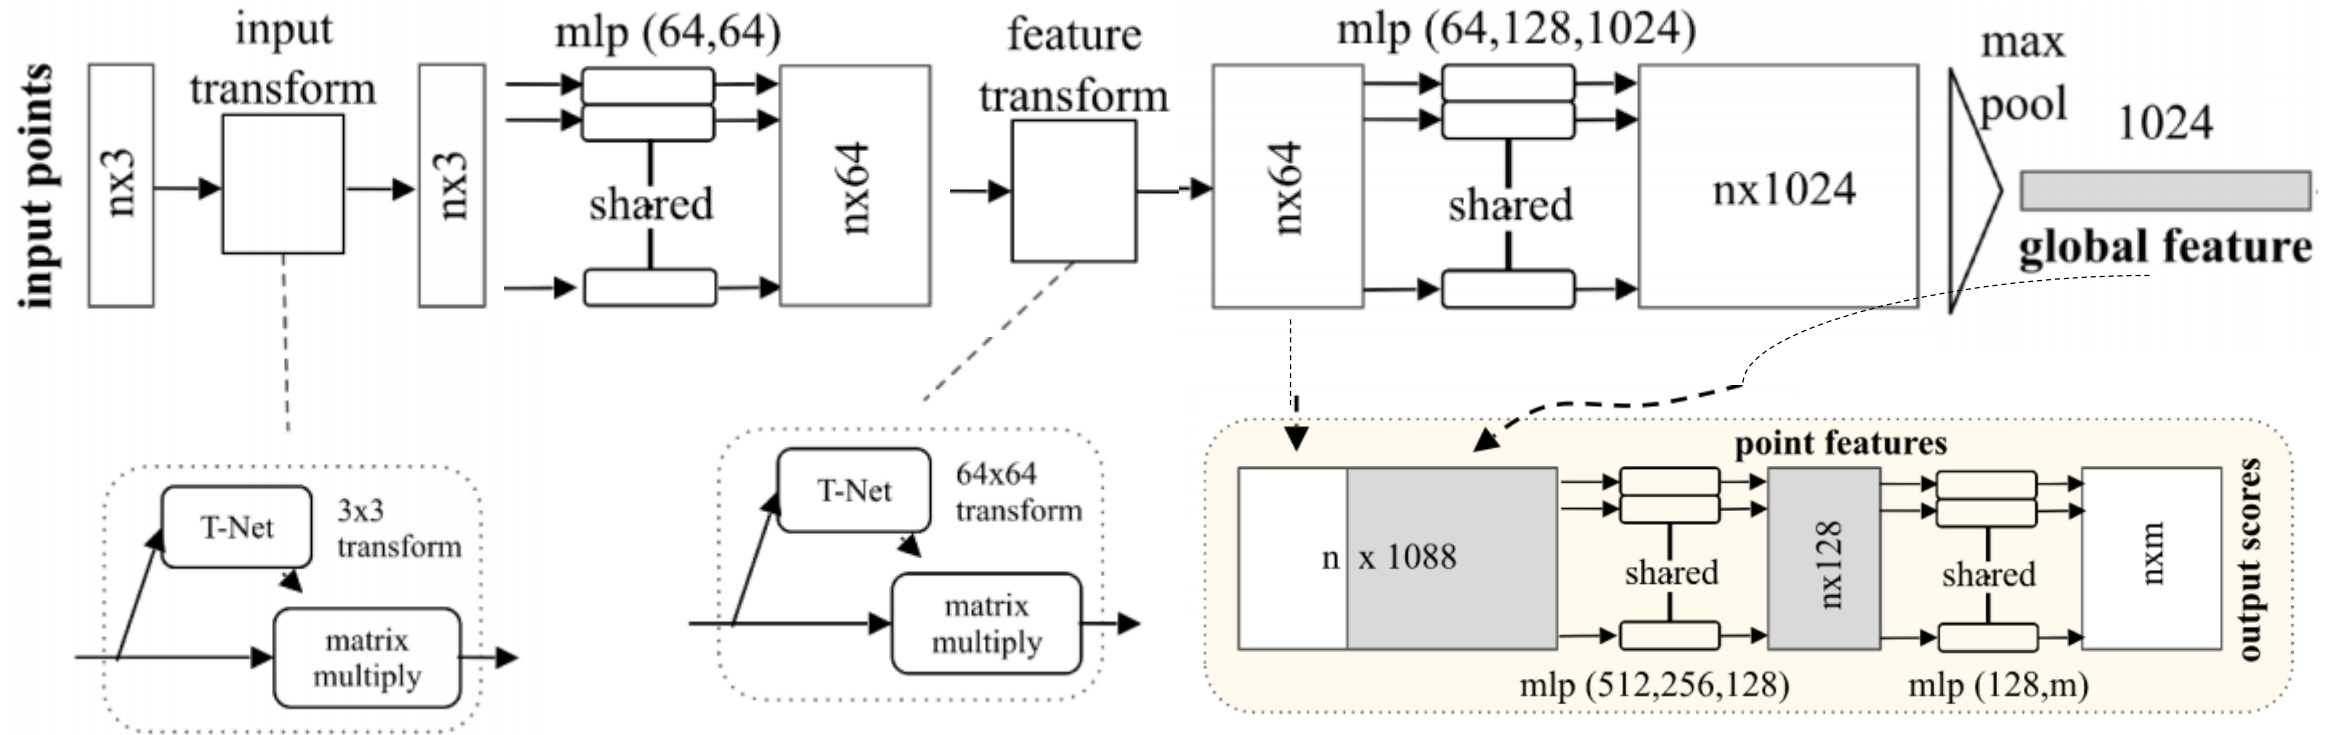 input points
nx3
input
transform
nx3
mlp (64,64)
shared
nx64
feature
transform
nx64
mlp (64,128,1024)
shared
nx1024
max
pool
1024
global feature
T-Net
3x3
transform
matrix
multiply
T-Net
64x64
transform
matrix
multiply
point features
n x 1088
shared
mlp (512,256,128)
nx128
shared
mlp (128,m)
nxm
output scores